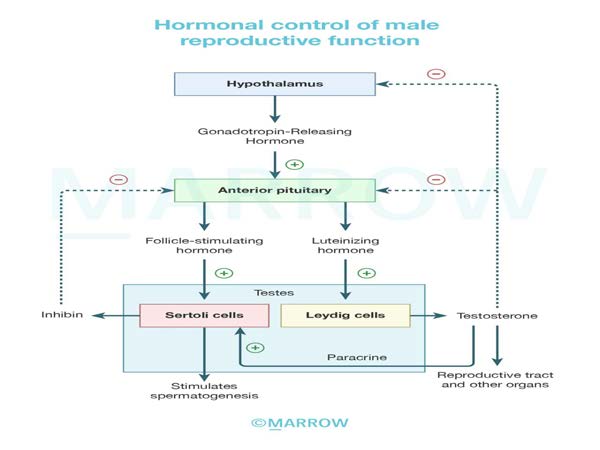 Hormonal control of male
reproductive function
⊖
Hypothalamus
Gonadotropin-Releasing
Hormone
⊕
⊖
⊖
Anterior pituitary
MARROW
Follicle-stimulating
hormone
Luteinizing
hormone
⊕
⊕
Testes
Inhibin
Sertoli cells
Leydig cells
Testosterone
⊕
Paracrine
Stimulates
spermatogenesis
Reproductive tract
and other organs
©MARROW